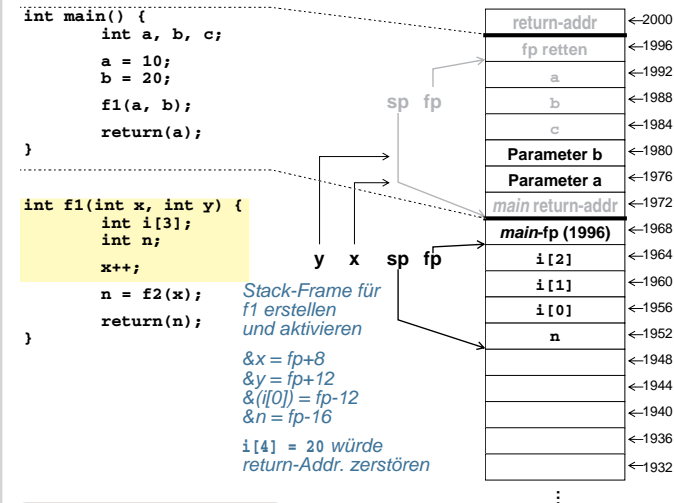 int main() {
int a, b, c;
a = 10;
b = 20;
f1(a, b);
return(a);
}
int f1(int x, int y) {
int i[3];
int n;
x++;
n = f2(x);
return(n);
}
sp fp
y x sp fp
Stack-Frame für
f1 erstellen
und aktivieren
&x = fp+8
&y = fp+12
&(i[0]) = fp-12
&n = fp-16
i[4] = 20 würde
return-Addr. zerstören
return-addr
fp retten
a
b
c
Parameter b
Parameter a
main return-addr
main-fp (1996)
i[2]
i[1]
i[0]
n
2000
1996
1992
1988
1984
1980
1976
1972
1968
1964
1960
1956
1952
1948
1944
1940
1936
1932